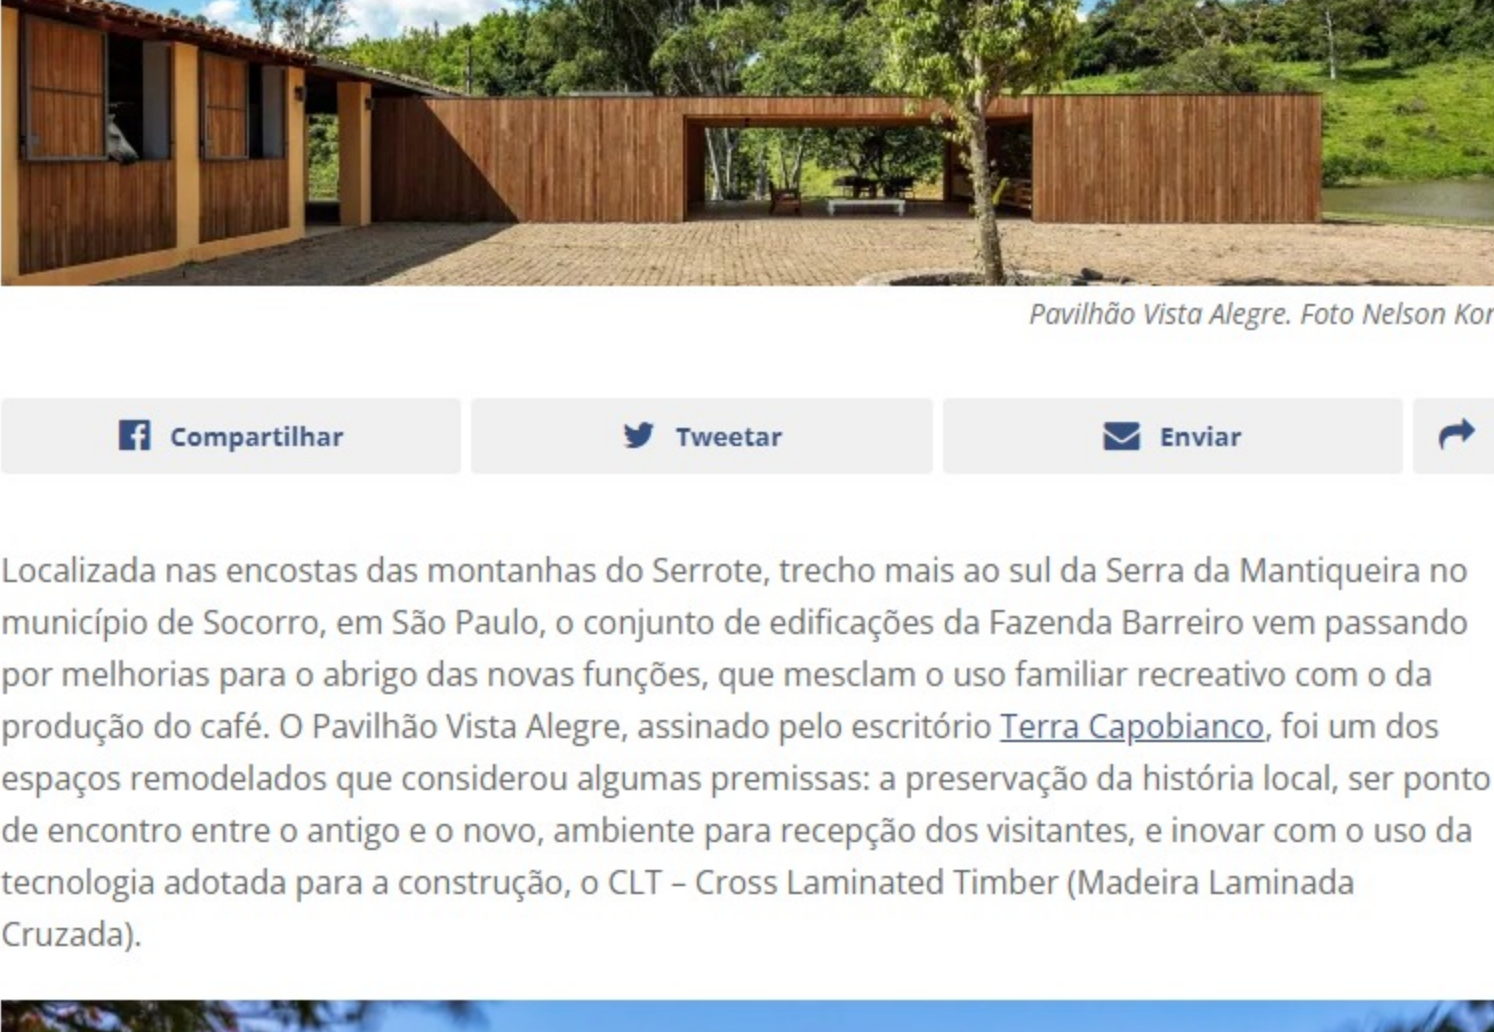 Pavilhão Vista Alegre. Foto Nelson
Compartilhar
Tweetar
Enviar
Localizada nas encostas das montanhas do Serrote, trecho mais ao sul da Serra da Mantiqueira no
município de Socorro, em São Paulo, o conjunto de edificações da Fazenda Barreiro vem passando
por melhorias para o abrigo das novas funções, que mesclam o uso familiar recreativo com o da
produção do café. O Pavilhão Vista Alegre, assinado pelo escritório Terra Capobianco, foi um dos
espaços remodelados que considerou algumas premissas: a preservação da história local, ser ponto
de encontro entre o antigo e o novo, ambiente para recepção dos visitantes, e inovar com o uso da
tecnologia adotada para a construção, o CLT – Cross Laminated Timber (Madeira Laminada
Cruzada).